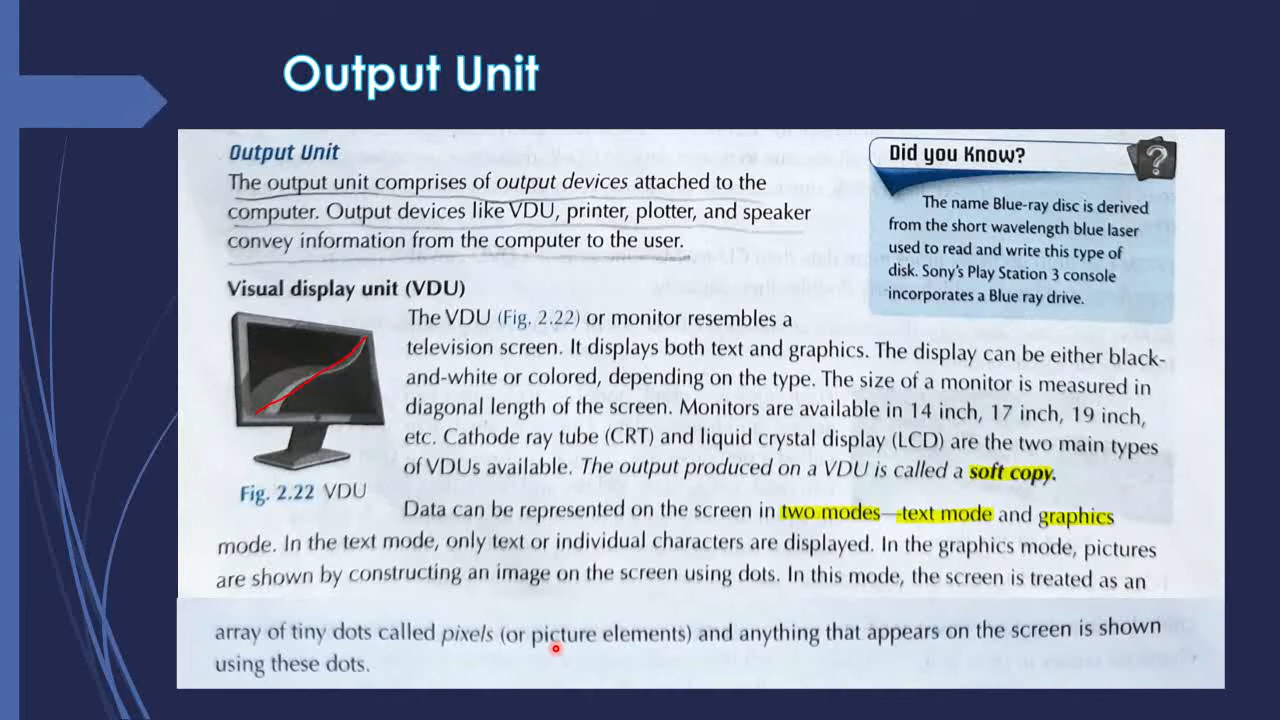 Output Unit
Output Unit
The output unit comprises of output devices attached to the
computer. Output devices like VDU, printer, plotter, and speaker
convey information from the computer to the user.
Did you Know?
?
The name Blue-ray disc is derived
from the short wavelength blue laser
used to read and write this type of
disk. Sony's Play Station 3 console
incorporates a Blue ray drive.
Visual display unit (VDU)
The VDU (Fig. 2.22) or monitor resembles a
television screen. It displays both text and graphics. The display can be either black-
and-white or colored, depending on the type. The size of a monitor is measured in
diagonal length of the screen. Monitors are available in 14 inch, 17 inch, 19 inch,
etc. Cathode ray tube (CRT) and liquid crystal display (LCD) are the two main types
of VDUs available. The output produced on a VDU is called a soft copy.
Fig. 2.22 VDU
Data can be represented on the screen in two modes—text mode and graphics
mode. In the text mode, only text or individual characters are displayed. In the graphics mode, pictures
are shown by constructing an image on the screen using dots. In this mode, the screen is treated as an
array of tiny dots called pixels (or picture elements) and anything that appears on the screen is shown
using these dots.